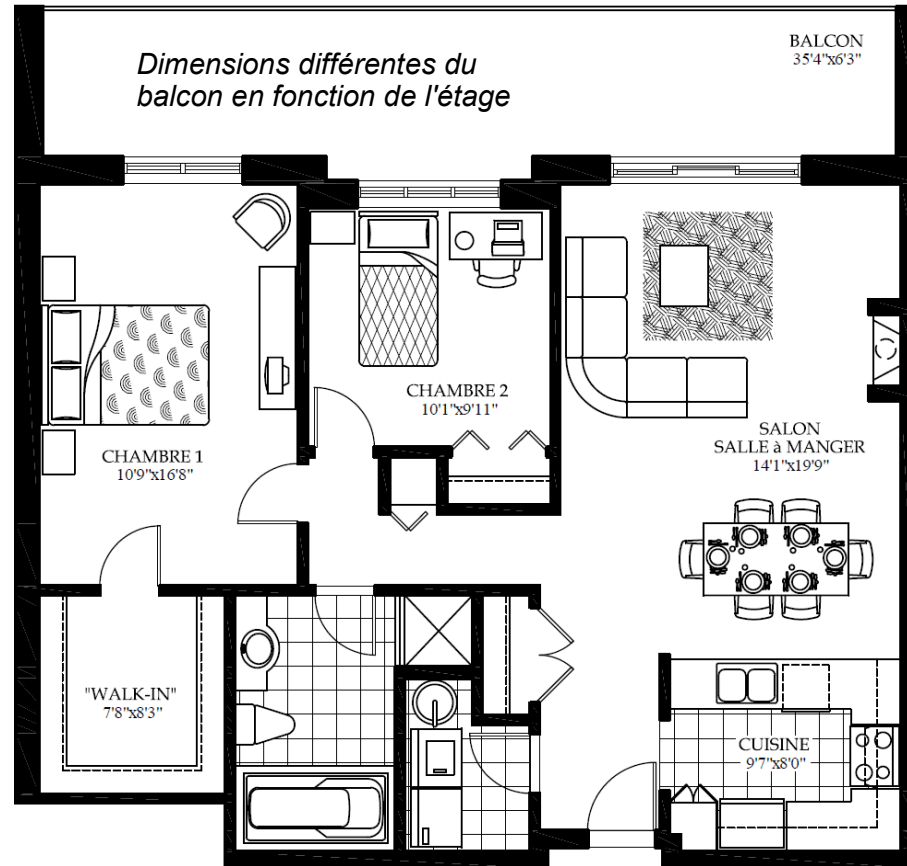 BALCON
35'4"x6'3"
Dimensions différentes du
balcon en fonction de l'étage
CHAMBRE 2
10'1"x9'11"
CHAMBRE 1
10'9"x16'8"
SALON
SALLE à MANGER
14'1"x19'9"
"WALK-IN"
7'8"x8'3"
CUISINE
9'7"x8'0"